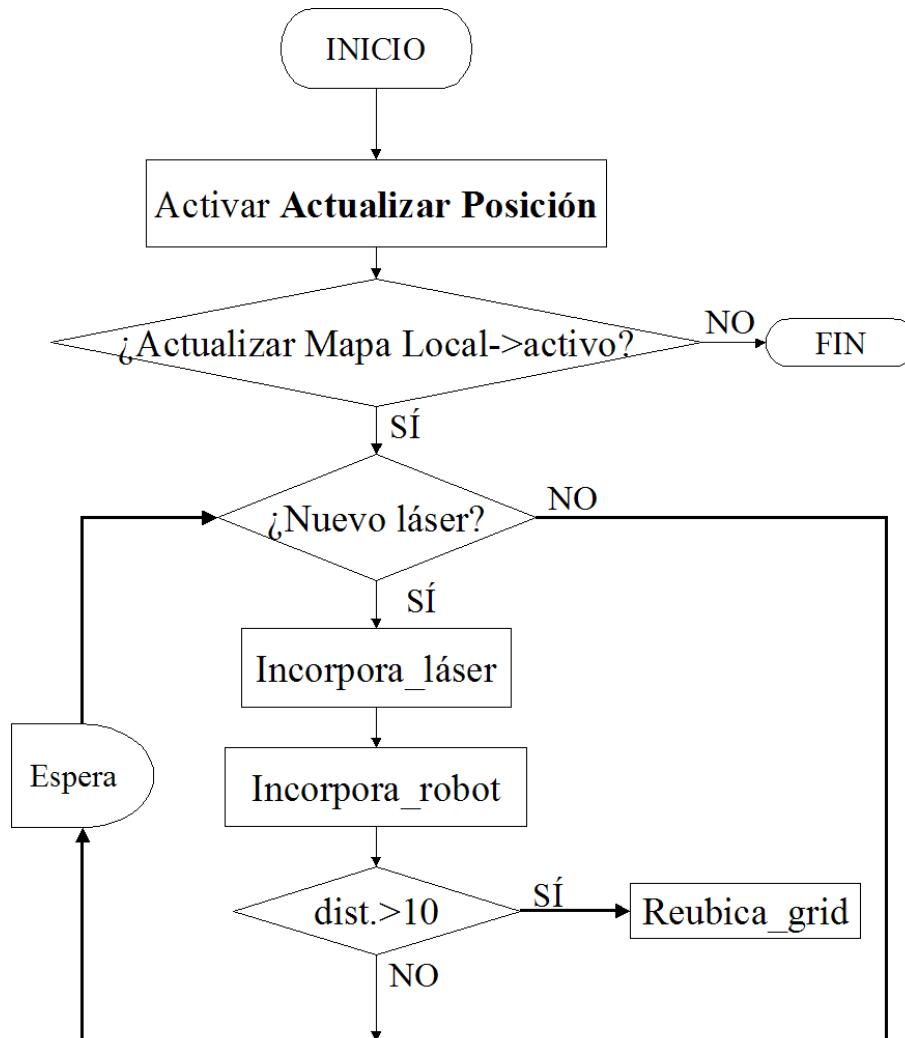 INICIO
Activar Actualizar Posición
¿Actualizar Mapa Local->activo?
NO
FIN
SÍ
¿Nuevo láser?
NO
SÍ
Incorpora_láser
Espera
Incorpora_robot
dist.>10
SÍ
Reubica_grid
NO